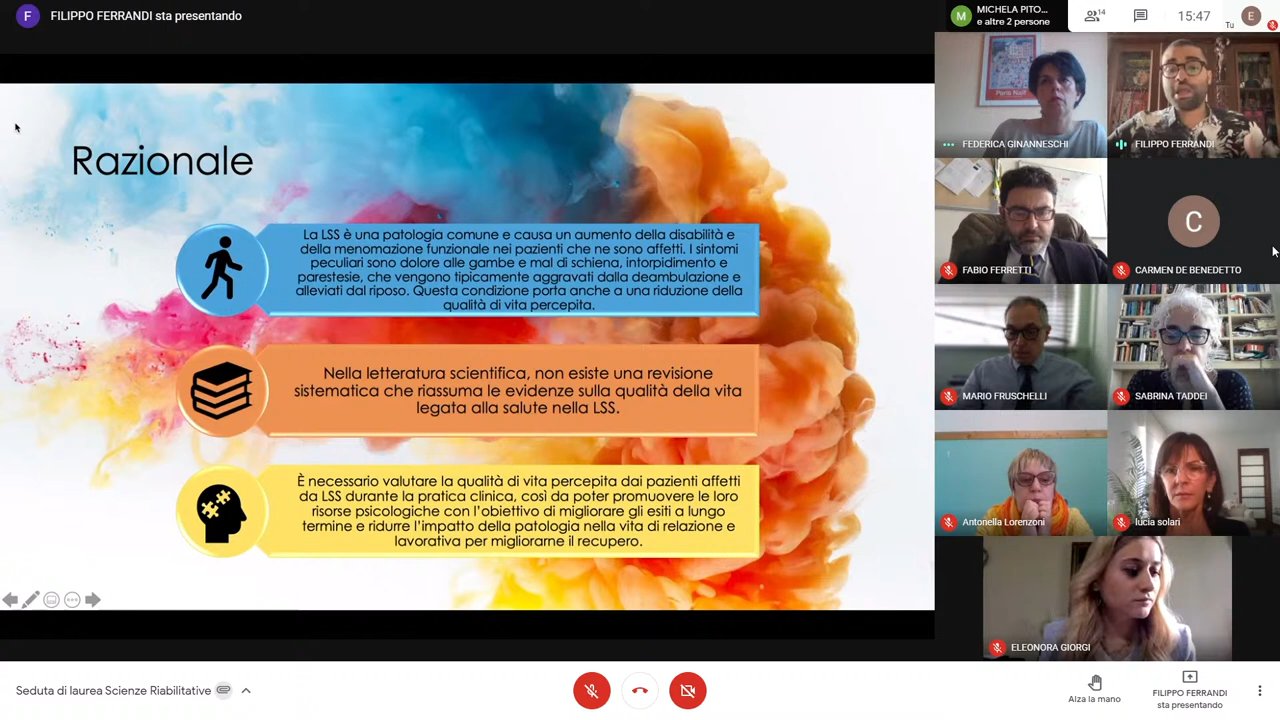 F
FILIPPO FERRANDI sta presentando
M
MICHELA PITO...
e altre 2 persone
14
15:47
Tu
E
Razionale
La LSS è una patologia comune e causa un aumento della disabilità e
della menomazione funzionale nei pazienti che ne sono affetti. I sintomi
peculiari sono dolore alle gambe e mal di schiena, intorpidimento e
parestesie, che vengono tipicamente aggravati dalla deambulazione e
alleviati dal riposo. Questa condizione porta anche a una riduzione della
qualità di vita percepita.
Nella letteratura scientifica, non esiste una revisione
sistematica che riassuma le evidenze sulla qualità della vita
legata alla salute nella LSS.
È necessario valutare la qualità di vita percepita dai pazienti affetti
da LSS durante la pratica clinica, così da poter promuovere le loro
risorse psicologiche con l'obiettivo di migliorare gli esiti a lungo
termine e ridurre l'impatto della patologia nella vita di relazione e
lavorativa per migliorarne il recupero.
Paris Naïf
FEDERICA GINANNESCHI
FILIPPO FERRANDI
FABIO FERRETTI
C
CARMEN DE BENEDETTO
MARIO FRUSCHELLI
SABRINA TADDEI
Antonella Lorenzoni
lucia solari
ELEONORA GIORGI
Seduta di laurea Scienze Riabilitative
Alza la mano
FILIPPO FERRANDI
sta presentando